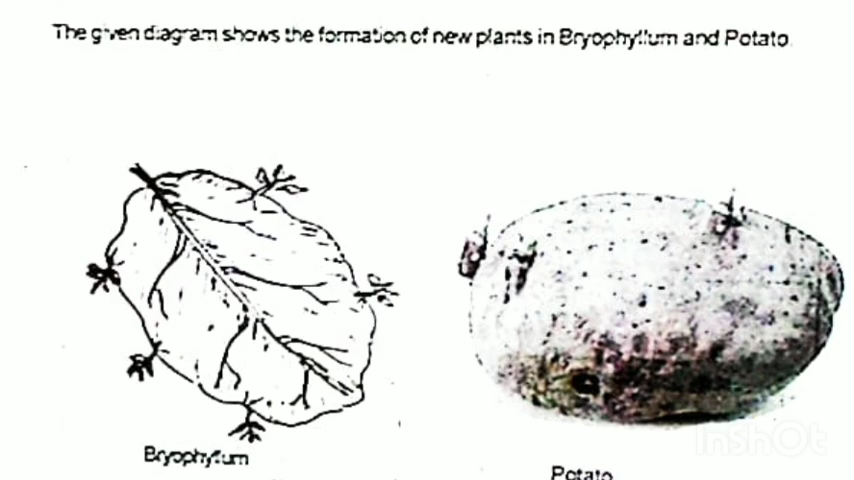 The given diagram shows the formation of new plants in Bryophyllum and Potato.
Bryophyllum
Potato
InshOt